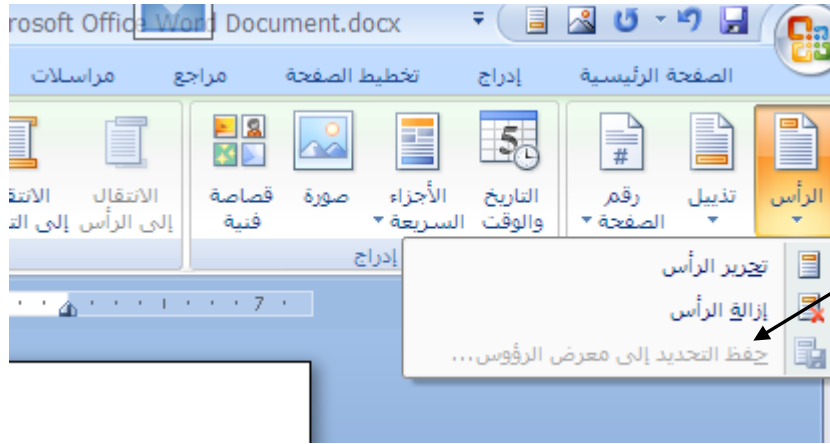 rosoft Office Word Document.docx
الصفحة الرئيسية إدراج تخطيط الصفحة مراجع مراسلات
الرأس
تذييل
رقم
الصفحة
التاريخ
والوقت
الأجزاء
السريعة
صورة
قصاصة
فنية
الانتقال
إلى الرأس
إلى
إدراج
تحرير الرأس
إزالة الرأس
حفظ التحديد إلى معرض الرؤوس...
7